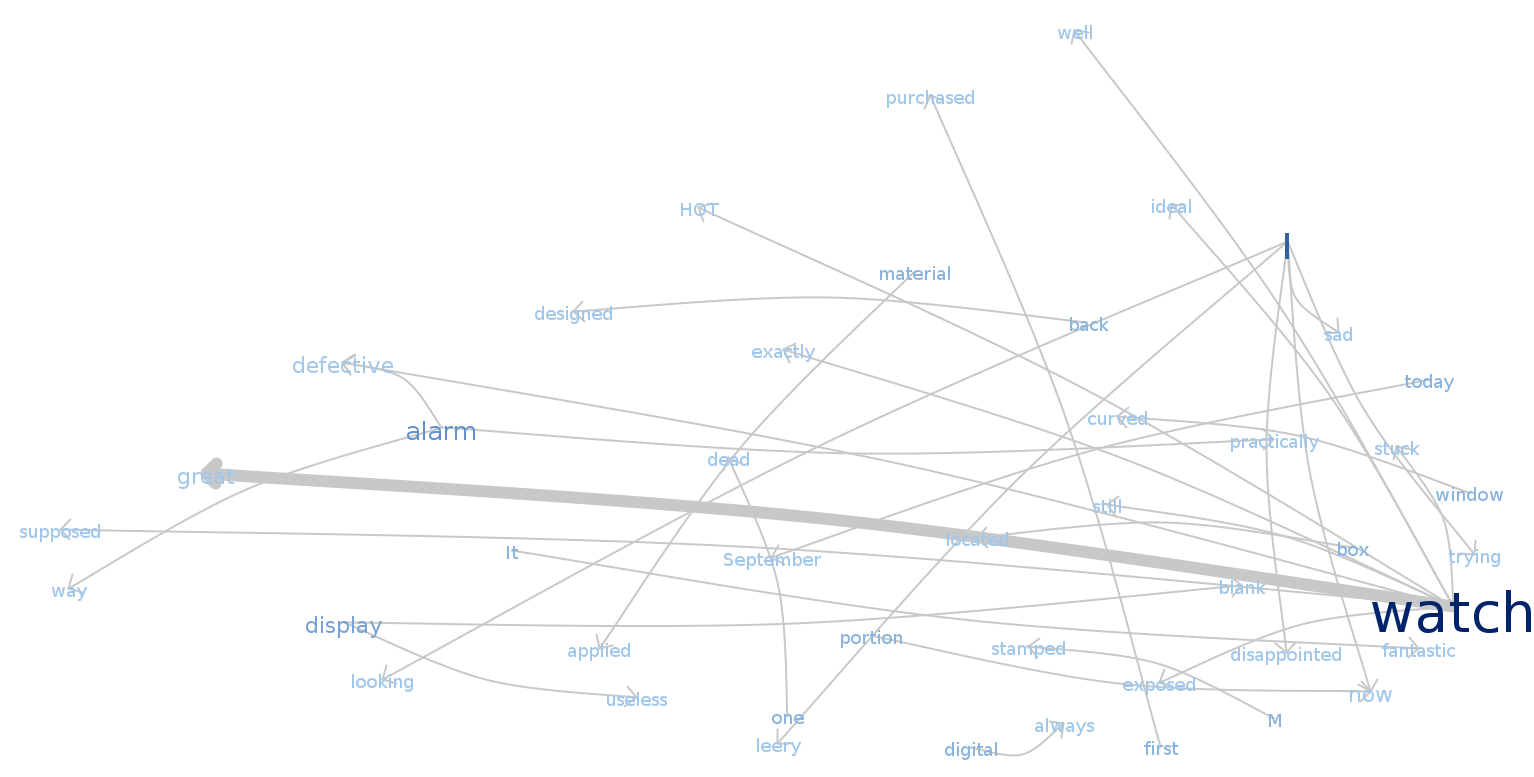 well
purchased
HOT
ideal
I
material
designed
back
sad
exactly
defective
today
curved
alarm
practically
stuck
dead
great
window
still
supposed
located
box
It
September
trying
blank
way
watch
display
portion
applied
stamped
disappointed
fantastic
looking
exposed
now
useless
one
M
always
leery
digital
first